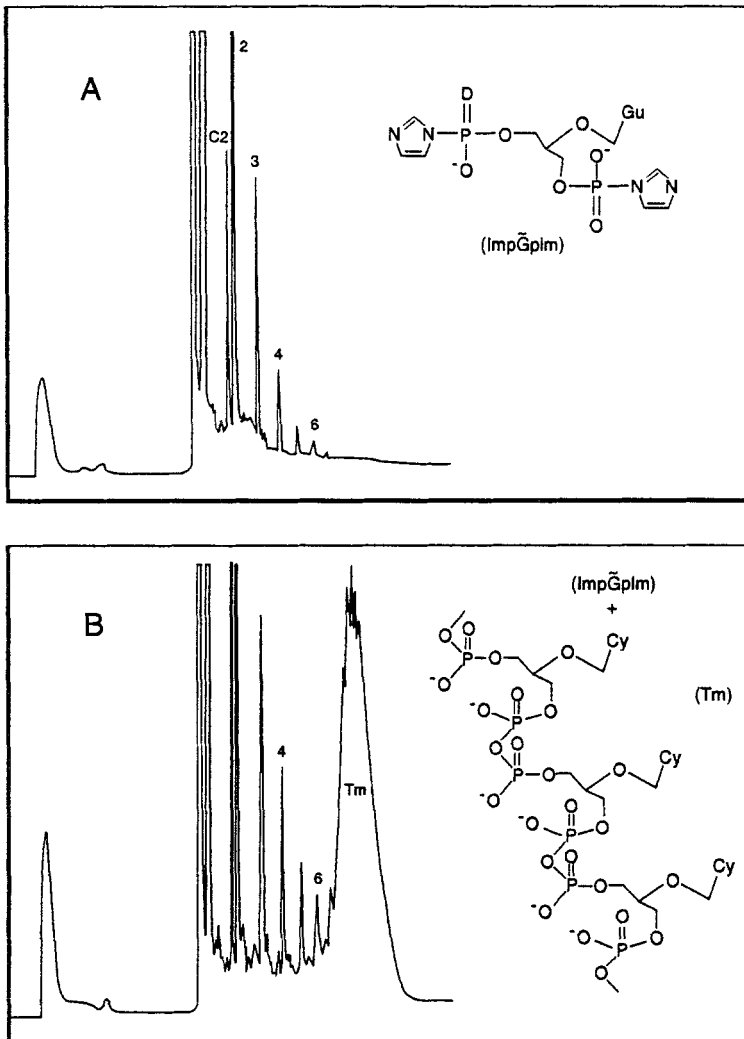 A
2
C2
3
4
6
D
Gu
O
N N–P–O
⁻O
O⁻
O–P–N N
O
(ImpG̃pIm)
B
4
6
Tm
(ImpG̃pIm)
+
O O
P–O O Cy
⁻O
O
⁻O–P O
O O
P–O O Cy
⁻O
O
⁻O–P O
O O
P–O O Cy
⁻O
O
⁻O–P O
O
(Tm)